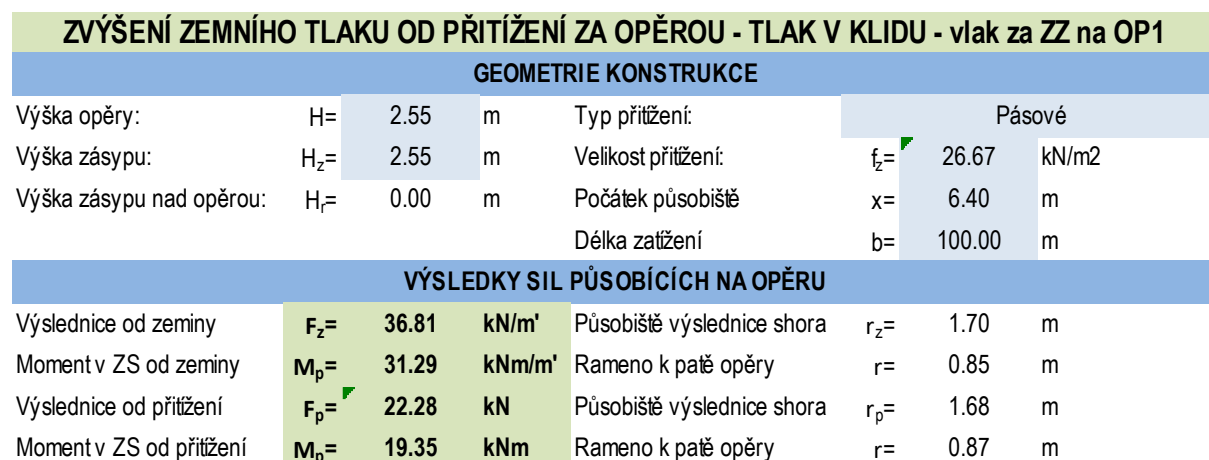 ZVÝŠENÍ ZEMNÍHO TLAKU OD PŘITÍŽENÍ ZA OPĚROU - TLAK V KLIDU - vlak za ZZ na OP1
GEOMETRIE KONSTRUKCE
Výška opěry: H= 2.55 m Typ přitížení: Pásové
Výška zásypu: Hz= 2.55 m Velikost přitížení: fz= 26.67 kN/m2
Výška zásypu nad opěrou: Hr= 0.00 m Počátek působiště x= 6.40 m
Délka zatížení b= 100.00 m
VÝSLEDKY SIL PŮSOBÍCÍCH NA OPĚRU
Výslednice od zeminy Fz= 36.81 kN/m' Působiště výslednice shora rz= 1.70 m
Moment v ZS od zeminy Mp= 31.29 kNm/m' Rameno k patě opěry r= 0.85 m
Výslednice od přitížení Fp= 22.28 kN Působiště výslednice shora rp= 1.68 m
Moment v ZS od přitížení Mp= 19.35 kNm Rameno k patě opěry r= 0.87 m